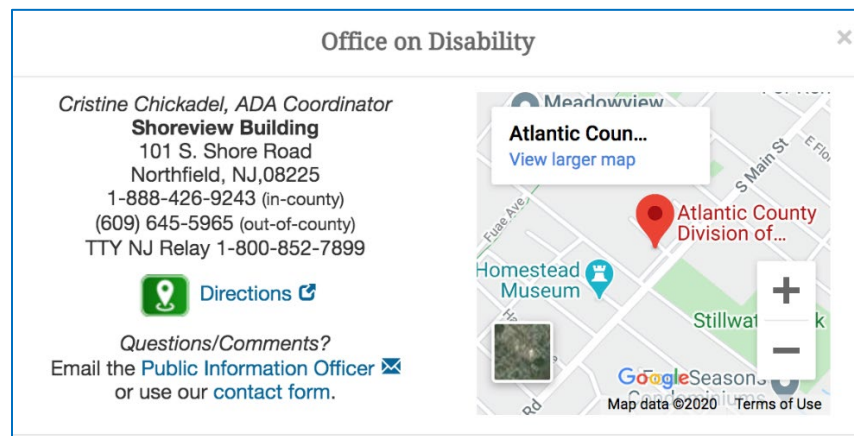 Office on Disability
×
Cristine Chickadel, ADA Coordinator
Shoreview Building
101 S. Shore Road
Northfield, NJ,08225
1-888-426-9243 (in-county)
(609) 645-5965 (out-of-county)
TTY NJ Relay 1-800-852-7899
Directions
Questions/Comments?
Email the Public Information Officer
or use our contact form.
Meadowview
Atlantic Coun...
View larger map
S Main St
E Flo
Atlantic County
Division of...
Homestead
Museum
+
Stillwat
k
−
Google
Seasons
Condominiums
Rd
Map data ©2020 Terms of Use